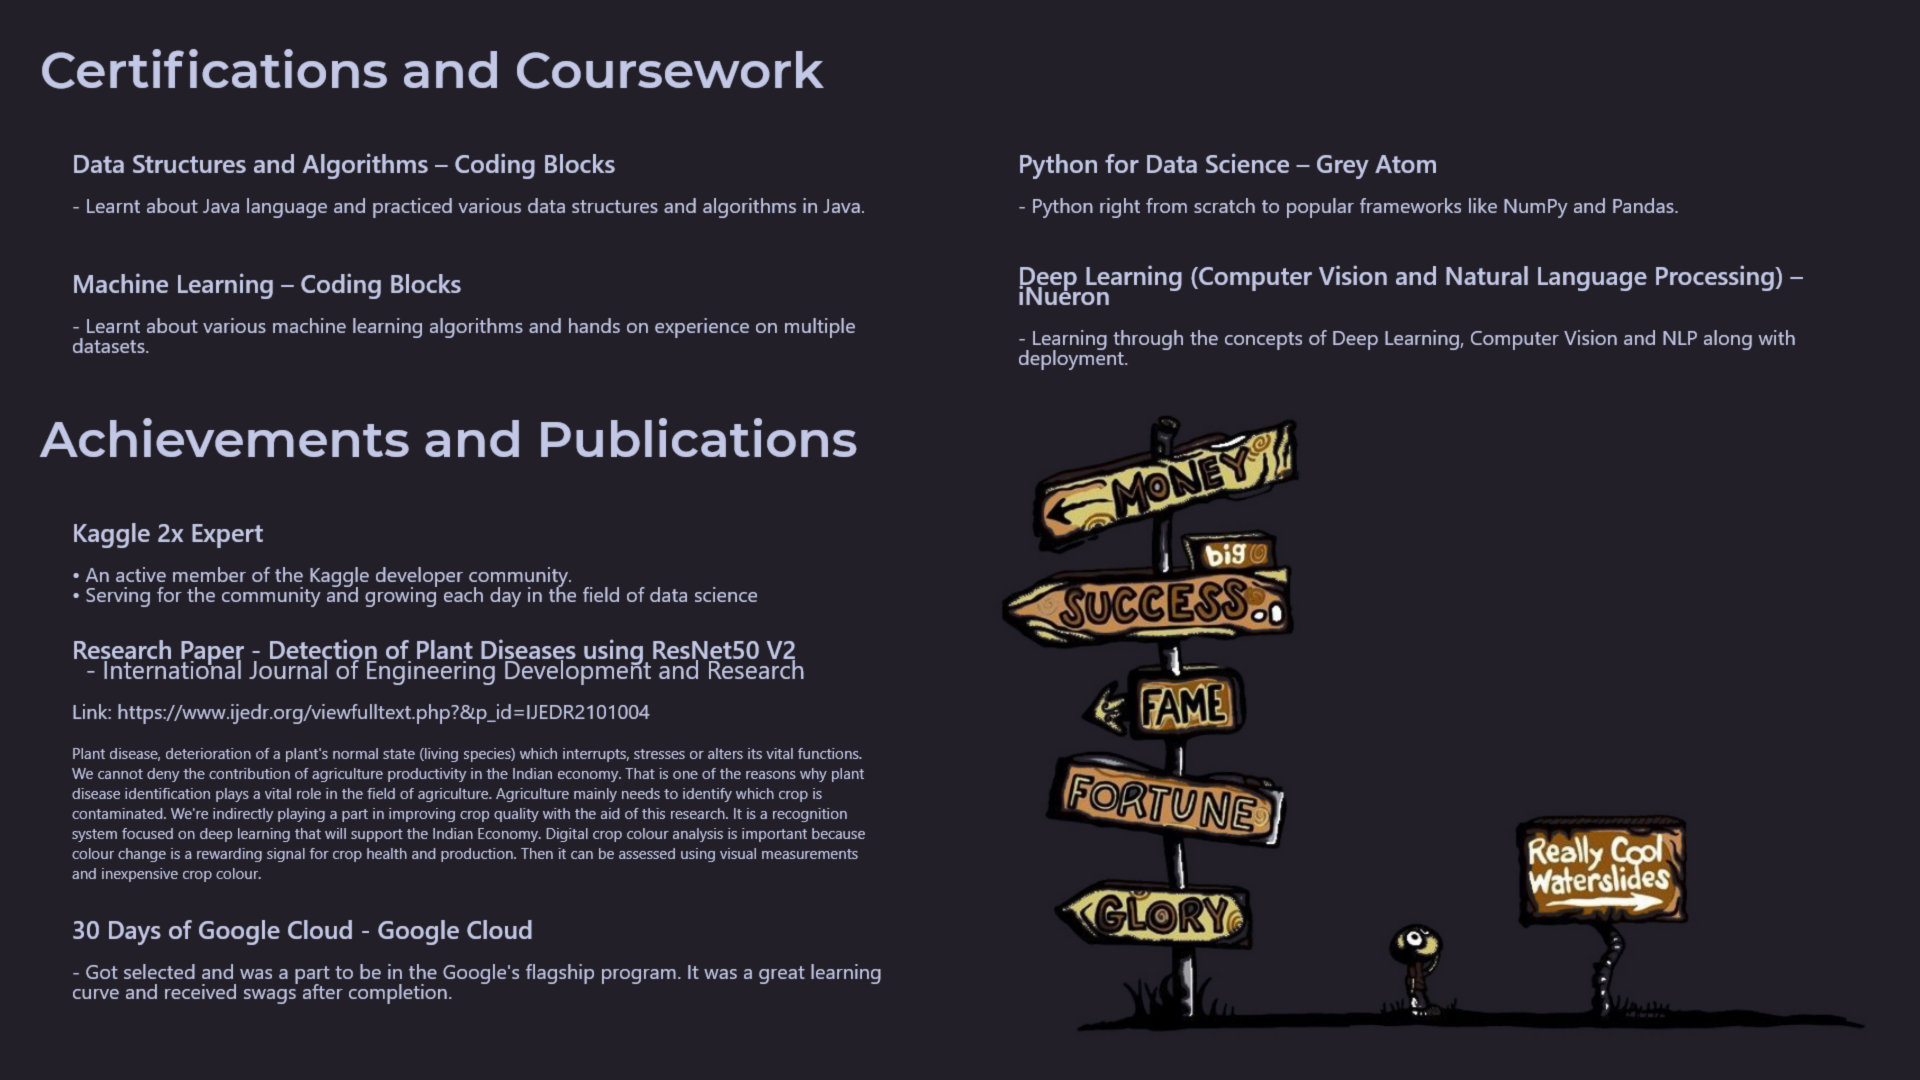 Certifications and Coursework
Data Structures and Algorithms – Coding Blocks
- Learnt about Java language and practiced various data structures and algorithms in Java.
Machine Learning – Coding Blocks
- Learnt about various machine learning algorithms and hands on experience on multiple
datasets.
Python for Data Science – Grey Atom
- Python right from scratch to popular frameworks like NumPy and Pandas.
Deep Learning (Computer Vision and Natural Language Processing) –
iNueron
- Learning through the concepts of Deep Learning, Computer Vision and NLP along with
deployment.
Achievements and Publications
Kaggle 2x Expert
• An active member of the Kaggle developer community.
• Serving for the community and growing each day in the field of data science
Research Paper - Detection of Plant Diseases using ResNet50 V2
- International Journal of Engineering Development and Research
Link: https://www.ijedr.org/viewfulltext.php?&p_id=IJEDR2101004
Plant disease, deterioration of a plant's normal state (living species) which interrupts, stresses or alters its vital functions.
We cannot deny the contribution of agriculture productivity in the Indian economy. That is one of the reasons why plant
disease identification plays a vital role in the field of agriculture. Agriculture mainly needs to identify which crop is
contaminated. We're indirectly playing a part in improving crop quality with the aid of this research. It is a recognition
system focused on deep learning that will support the Indian Economy. Digital crop colour analysis is important because
colour change is a rewarding signal for crop health and production. Then it can be assessed using visual measurements
and inexpensive crop colour.
30 Days of Google Cloud - Google Cloud
- Got selected and was a part to be in the Google's flagship program. It was a great learning
curve and received swags after completion.
MONEY
big
SUCCESS
FAME
FORTUNE
GLORY
Really Cool
Waterslides